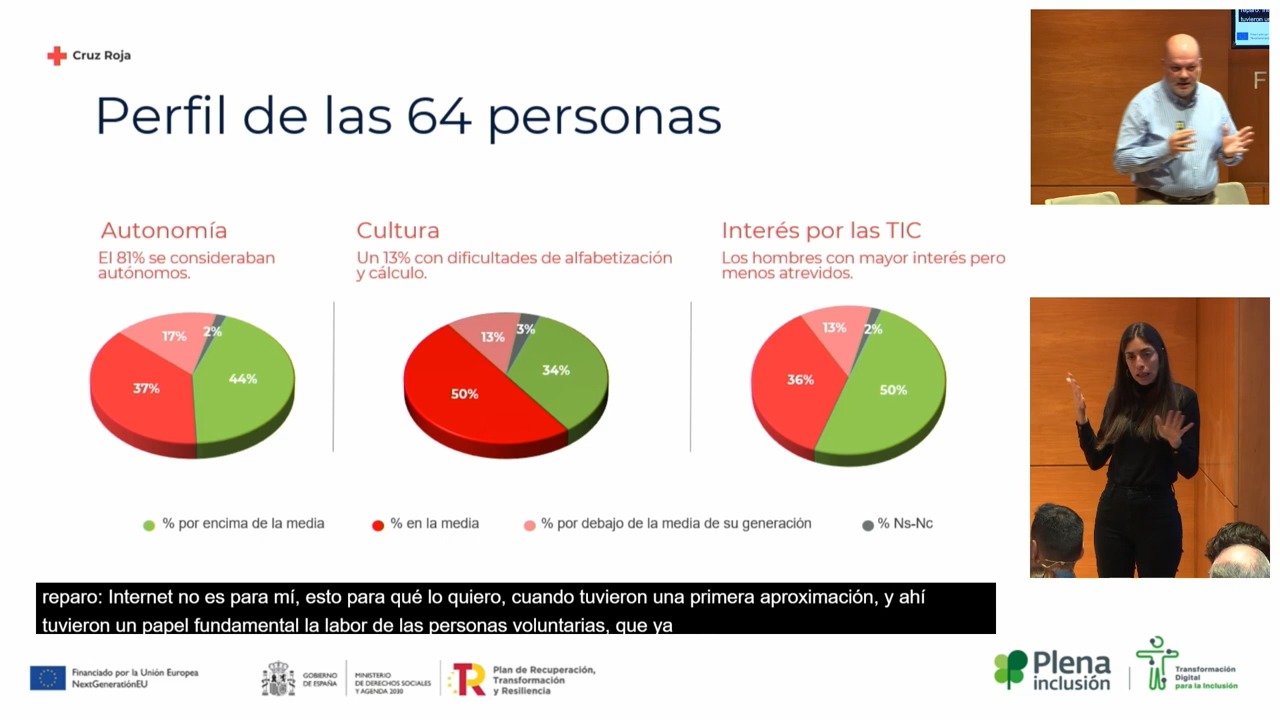 Cruz Roja
Perfil de las 64 personas
Autonomía
El 81% se consideraban
autónomos.
17%
2%
37%
44%
Cultura
Un 13% con dificultades de alfabetización
y cálculo.
13%
3%
50%
34%
Interés por las TIC
Los hombres con mayor interés pero
menos atrevidos.
13%
2%
36%
50%
% por encima de la media
% en la media
% por debajo de la media de su generación
% Ns-Nc
reparo: Internet no es para mí, esto para qué lo quiero, cuando tuvieron una primera aproximación, y ahí
tuvieron un papel fundamental la labor de las personas voluntarias, que ya
Financiado por la Unión Europea
NextGenerationEU
GOBIERNO
DE ESPAÑA
MINISTERIO
DE DERECHOS SOCIALES
Y AGENDA 2030
Plan de Recuperación,
Transformación
y Resiliencia
Plena
inclusión
Transformación
Digital
para la Inclusión
F